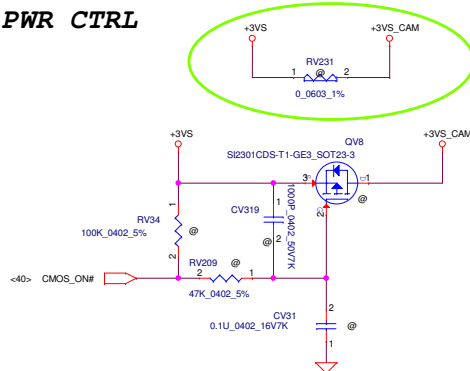 PWR CTRL
+3VS
+3VS_CAM
RV231
1
@
2
0_0603_1%
+3VS
QV8
+3VS_CAM
SI2301CDS-T1-GE3_SOT23-3
3
1
S
D
G
2
@
1
RV34
100K_0402_5%
@
2
1
CV319
2
@
1000P_0402_50V7K
RV209
@
<40> CMOS_ON#
2
1
47K_0402_5%
CV31
2
0.1U_0402_16V7K
@
1